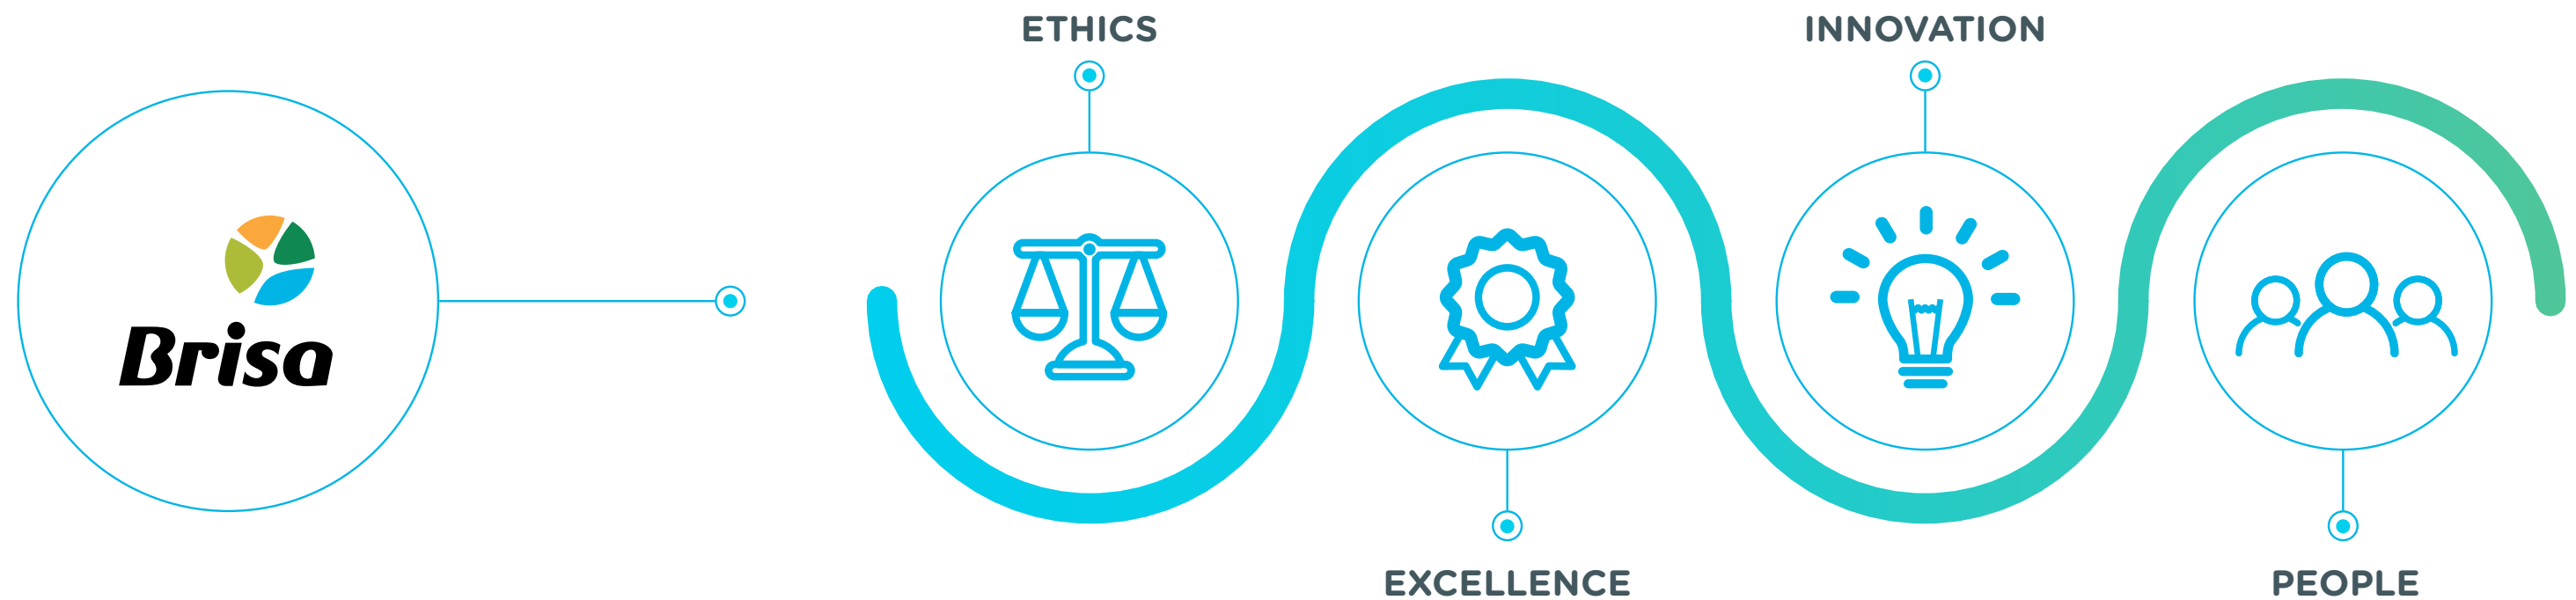 Brisa
ETHICS
EXCELLENCE
INNOVATION
PEOPLE